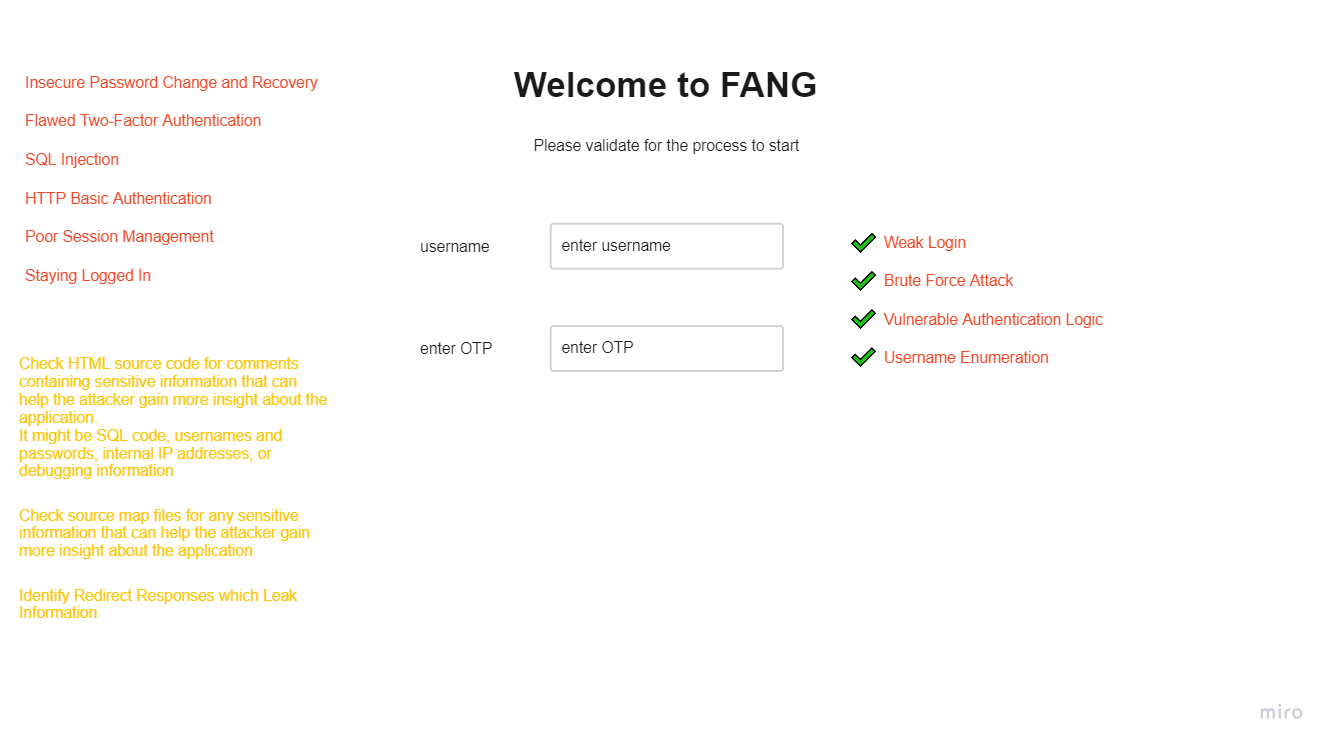 Insecure Password Change and Recovery
Flawed Two-Factor Authentication
SQL Injection
HTTP Basic Authentication
Poor Session Management
Staying Logged In
Check HTML source code for comments
containing sensitive information that can
help the attacker gain more insight about the
application.
It might be SQL code, usernames and
passwords, internal IP addresses, or
debugging information
Check source map files for any sensitive
information that can help the attacker gain
more insight about the application
Identify Redirect Responses which Leak
Information
Welcome to FANG
Please validate for the process to start
username
enter username
enter OTP
enter OTP
Weak Login
Brute Force Attack
Vulnerable Authentication Logic
Username Enumeration
miro